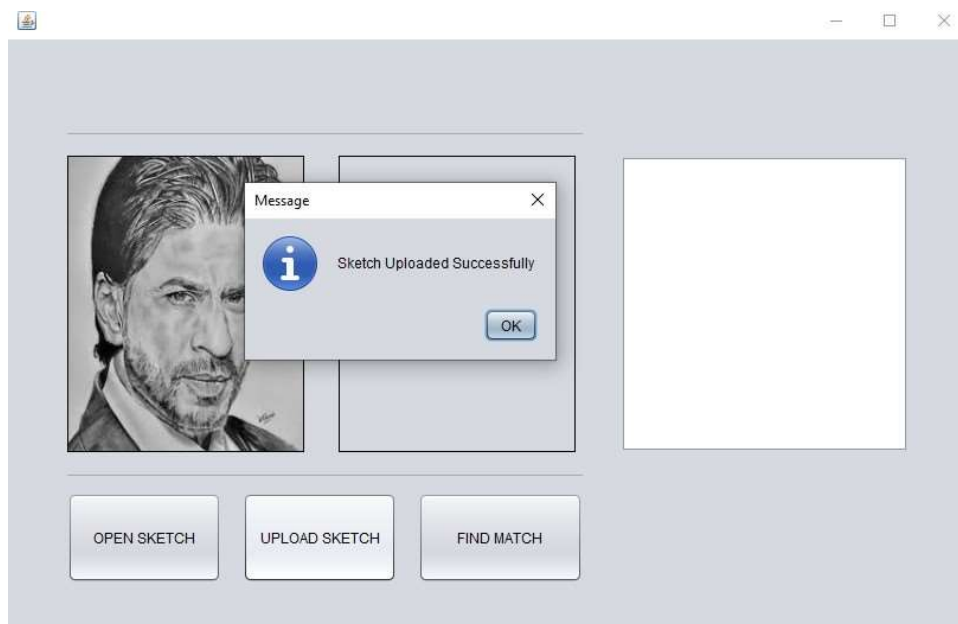 Message
Sketch Uploaded Successfully
OK
OPEN SKETCH
UPLOAD SKETCH
FIND MATCH